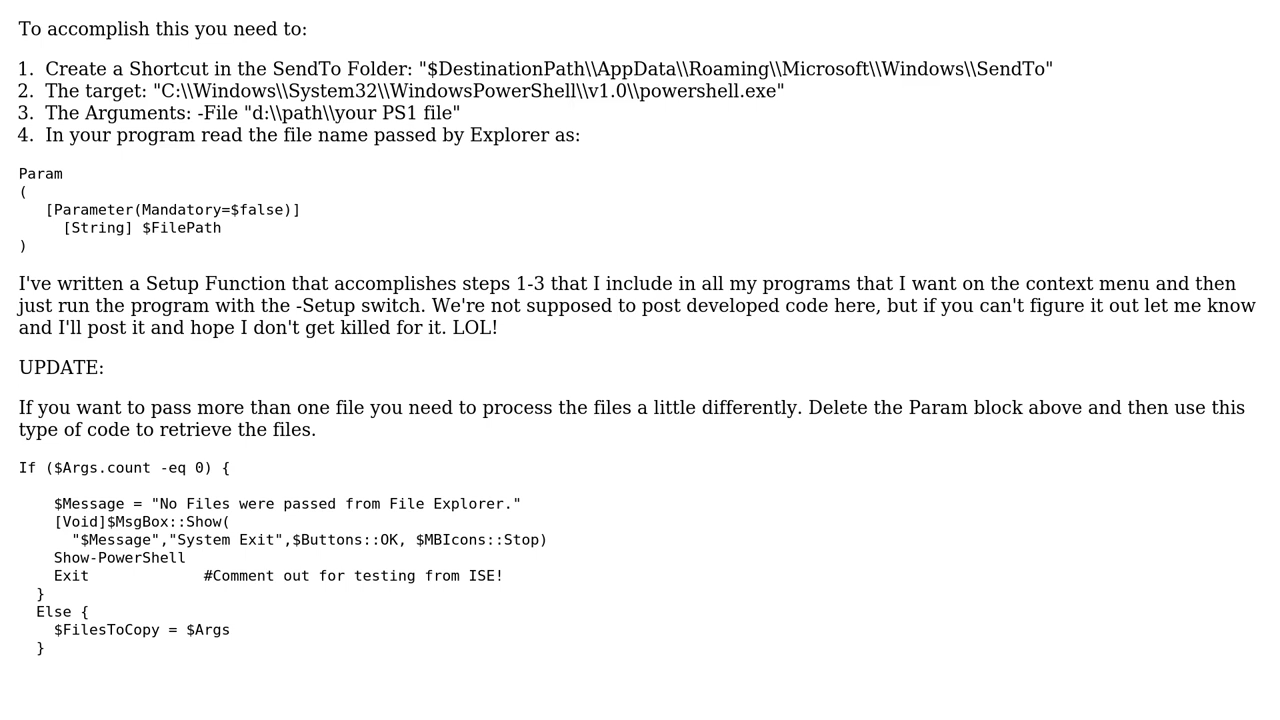 To accomplish this you need to:
1. Create a Shortcut in the SendTo Folder: "$DestinationPath\\AppData\\Roaming\\Microsoft\\Windows\\SendTo"
2. The target: "C:\\Windows\\System32\\WindowsPowerShell\\v1.0\\powershell.exe"
3. The Arguments: -File "d:\\path\\your PS1 file"
4. In your program read the file name passed by Explorer as:
Param
(
   [Parameter(Mandatory=$false)]
     [String] $FilePath
)
I've written a Setup Function that accomplishes steps 1-3 that I include in all my programs that I want on the context menu and then
just run the program with the -Setup switch. We're not supposed to post developed code here, but if you can't figure it out let me know
and I'll post it and hope I don't get killed for it. LOL!
UPDATE:
If you want to pass more than one file you need to process the files a little differently. Delete the Param block above and then use this
type of code to retrieve the files.
If ($Args.count -eq 0) {
    $Message = "No Files were passed from File Explorer."
    [Void]$MsgBox::Show(
      "$Message","System Exit",$Buttons::OK, $MBIcons::Stop)
    Show-PowerShell
    Exit             #Comment out for testing from ISE!
  }
  Else {
    $FilesToCopy = $Args
  }